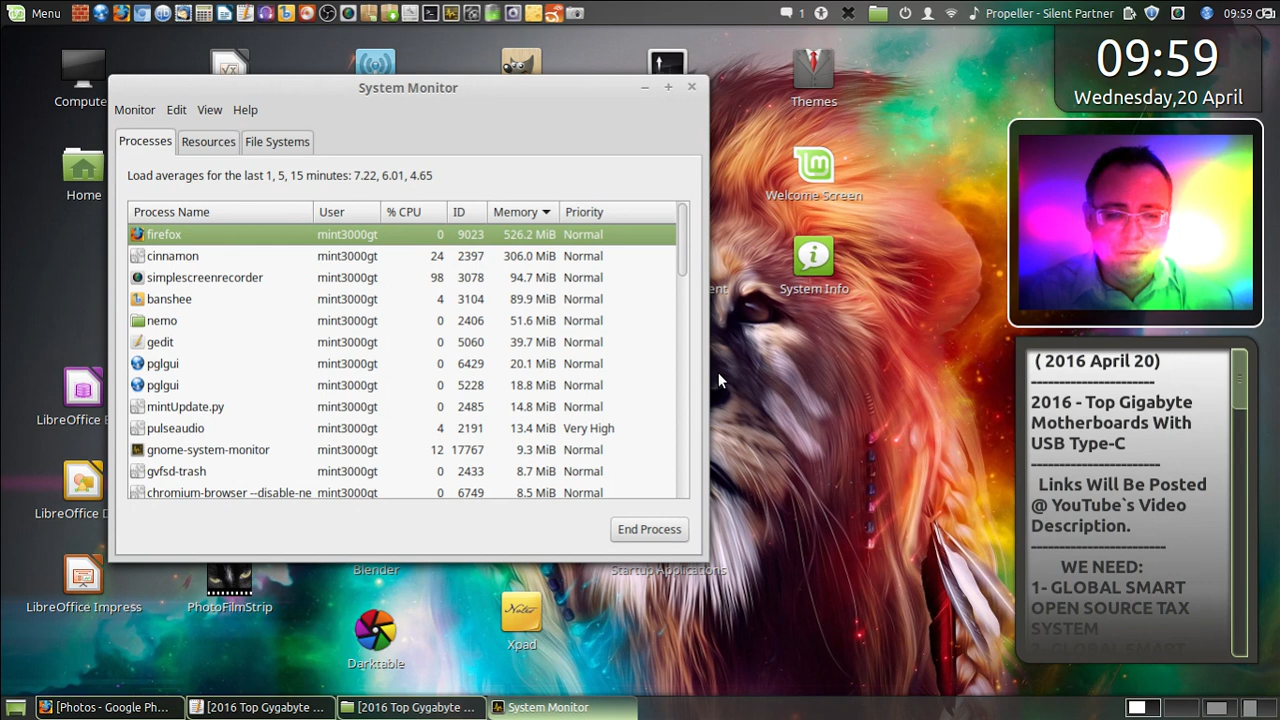 Menu
1
Propeller - Silent Partner
09:59
Compute
Themes
09:59
Wednesday,20 April
System Monitor
Monitor Edit View Help
Processes Resources File Systems
Load averages for the last 1, 5, 15 minutes: 7.22, 6.01, 4.65
Process Name User % CPU ID Memory Priority
firefox mint3000gt 0 9023 526.2 MiB Normal
cinnamon mint3000gt 24 2397 306.0 MiB Normal
simplescreenrecorder mint3000gt 98 3078 94.7 MiB Normal
banshee mint3000gt 4 3104 89.9 MiB Normal
nemo mint3000gt 0 2406 51.6 MiB Normal
gedit mint3000gt 0 5060 39.7 MiB Normal
pglgui mint3000gt 0 6429 20.1 MiB Normal
pglgui mint3000gt 0 5228 18.8 MiB Normal
mintUpdate.py mint3000gt 0 2485 14.8 MiB Normal
pulseaudio mint3000gt 4 2191 13.4 MiB Very High
gnome-system-monitor mint3000gt 12 17767 9.3 MiB Normal
gvfsd-trash mint3000gt 0 2433 8.7 MiB Normal
chromium-browser --disable-ne mint3000gt 0 6749 8.5 MiB Normal
End Process
Home
Welcome Screen
System Info
ent
LibreOffice
LibreOffice
LibreOffice Impress
PhotoFilmStrip
Blender
Startup Applications
Darktable
Notes
Xpad
( 2016 April 20)
------------------------
2016 - Top Gigabyte
Motherboards With
USB Type-C
-------------------------
Links Will Be Posted
@ YouTube`s Video
Description.
--------------------------
WE NEED:
1- GLOBAL SMART
OPEN SOURCE TAX
SYSTEM
2- GLOBAL SMART
[Photos - Google Ph...
[2016 Top Gygabyte ...
[2016 Top Gygabyte ...
System Monitor